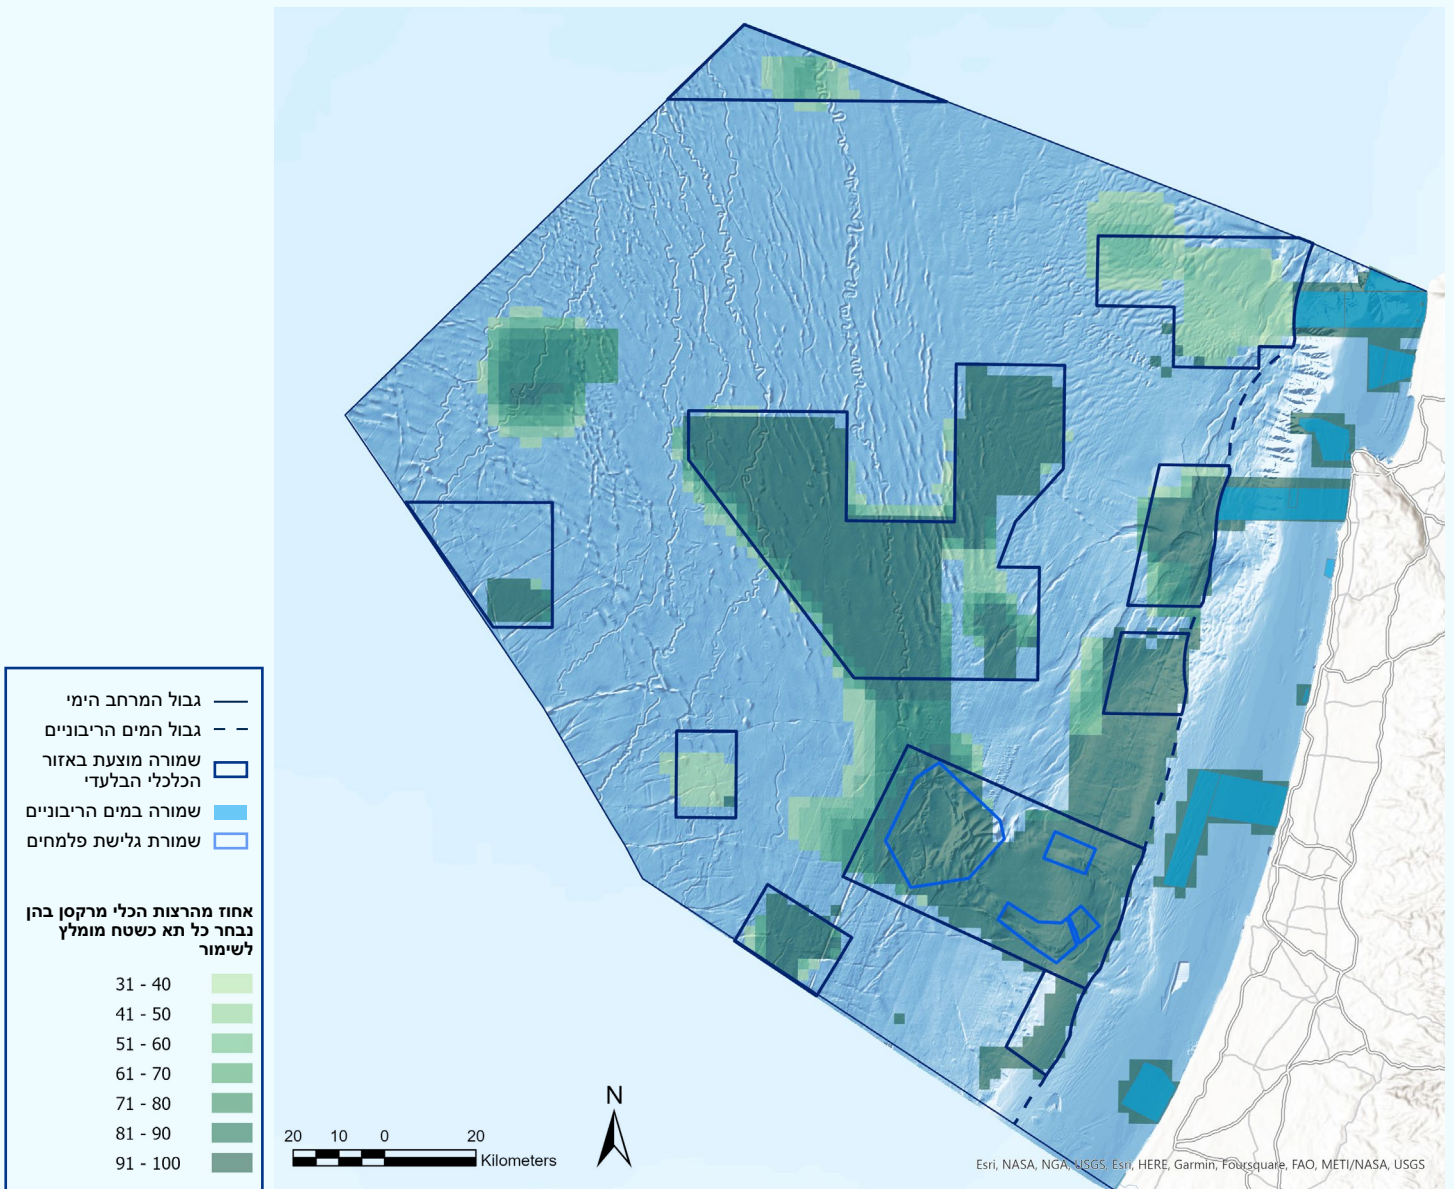 גבול המרחב הימי
גבול המים הריבוניים
שמורה מוצעת באזור
הכלכלי הבלעדי
שמורה במים הריבוניים
שמורת גלישת פלמחים
אחוז מהרצות הכלי מרקסן בהן
נבחר כל תא כשטח מומלץ
לשימור
31 - 40
41 - 50
51 - 60
61 - 70
71 - 80
81 - 90
91 - 100
20 10 0 20
Kilometers
N
Esri, NASA, NGA, USGS, Esri, HERE, Garmin, Foursquare, FAO, METI/NASA, USGS